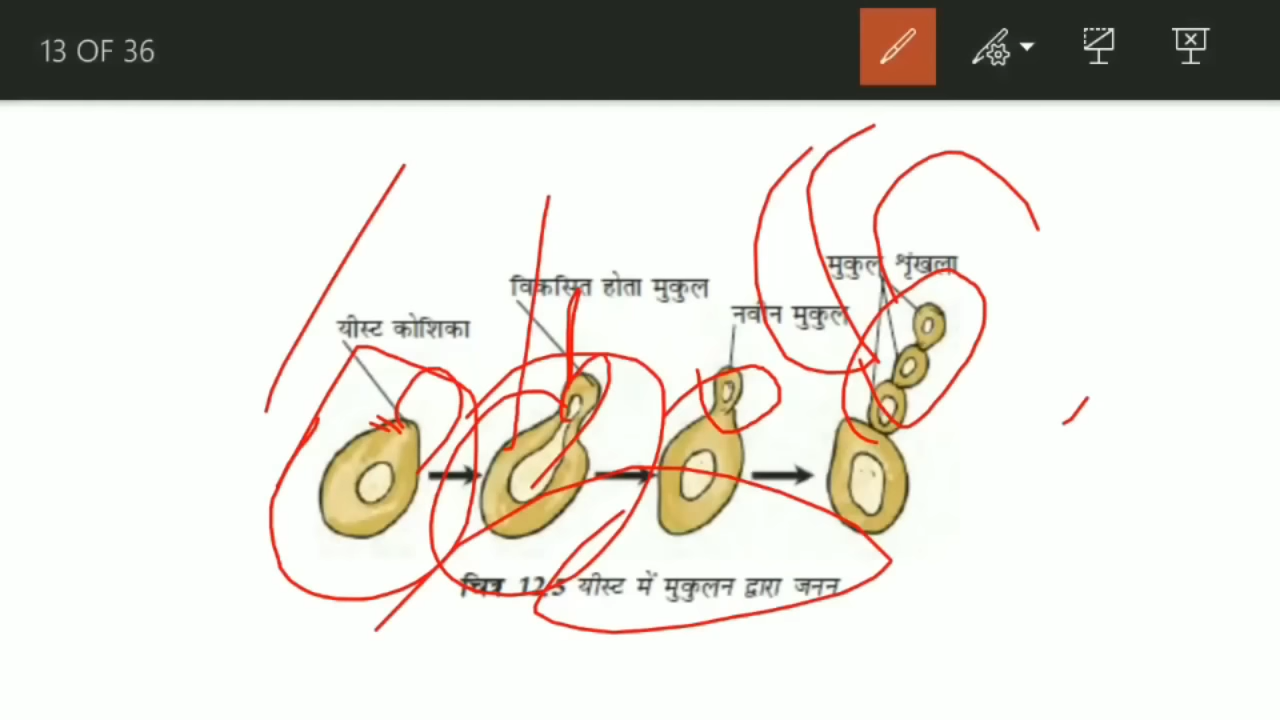 13 OF 36
मुकुल शृंखला
विकसित होता मुकुल
नवीन मुकुल
यीस्ट कोशिका
चित्र 12.5 यीस्ट में मुकुलन द्वारा जनन